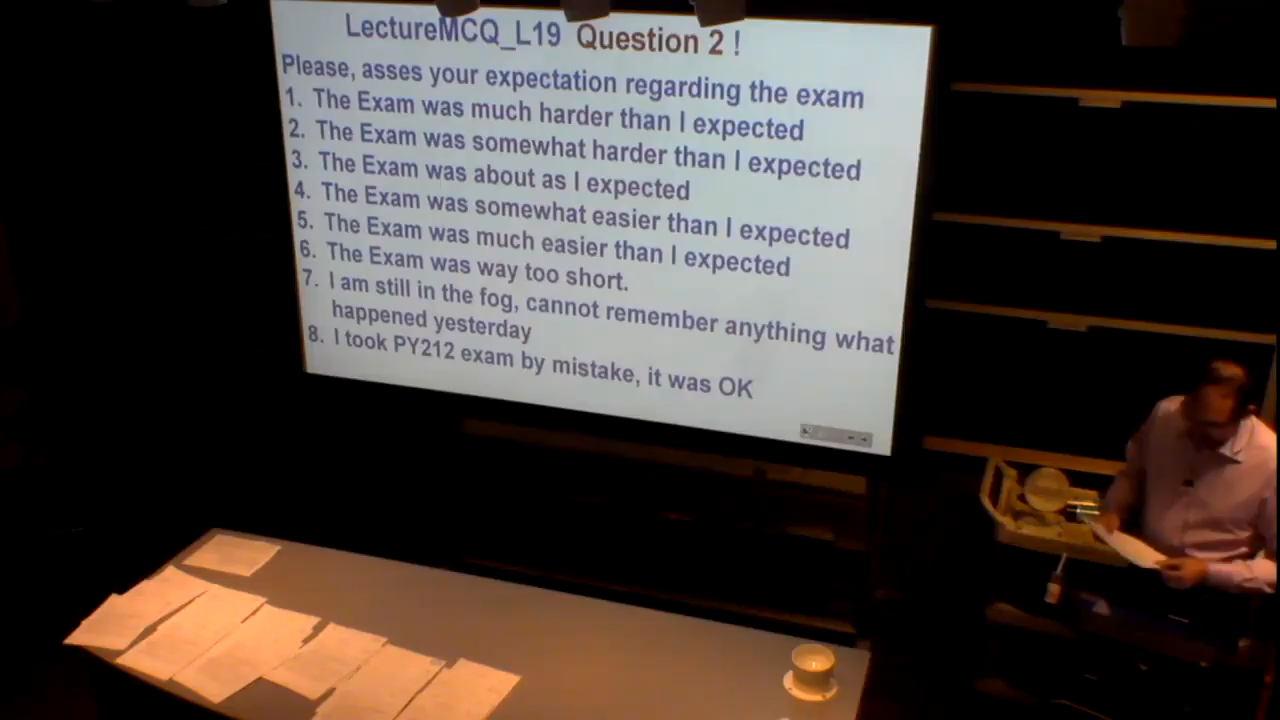 LectureMCQ_L19 Question 2 !
Please, asses your expectation regarding the exam
1. The Exam was much harder than I expected
2. The Exam was somewhat harder than I expected
3. The Exam was about as I expected
4. The Exam was somewhat easier than I expected
5. The Exam was much easier than I expected
6. The Exam was way too short.
7. I am still in the fog, cannot remember anything what
happened yesterday
8. I took PY212 exam by mistake, it was OK